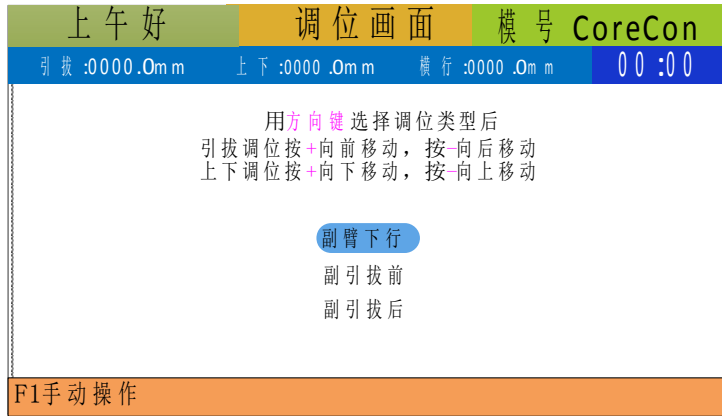 上午好 调位画面 模号 CoreCon
引拔:0000.0mm 上下:0000.0mm 横行:0000.0mm 00:00
用方向键选择调位类型后
引拔调位按+向前移动，按-向后移动
上下调位按+向下移动，按-向上移动
副臂下行
副引拔前
副引拔后
F1手动操作